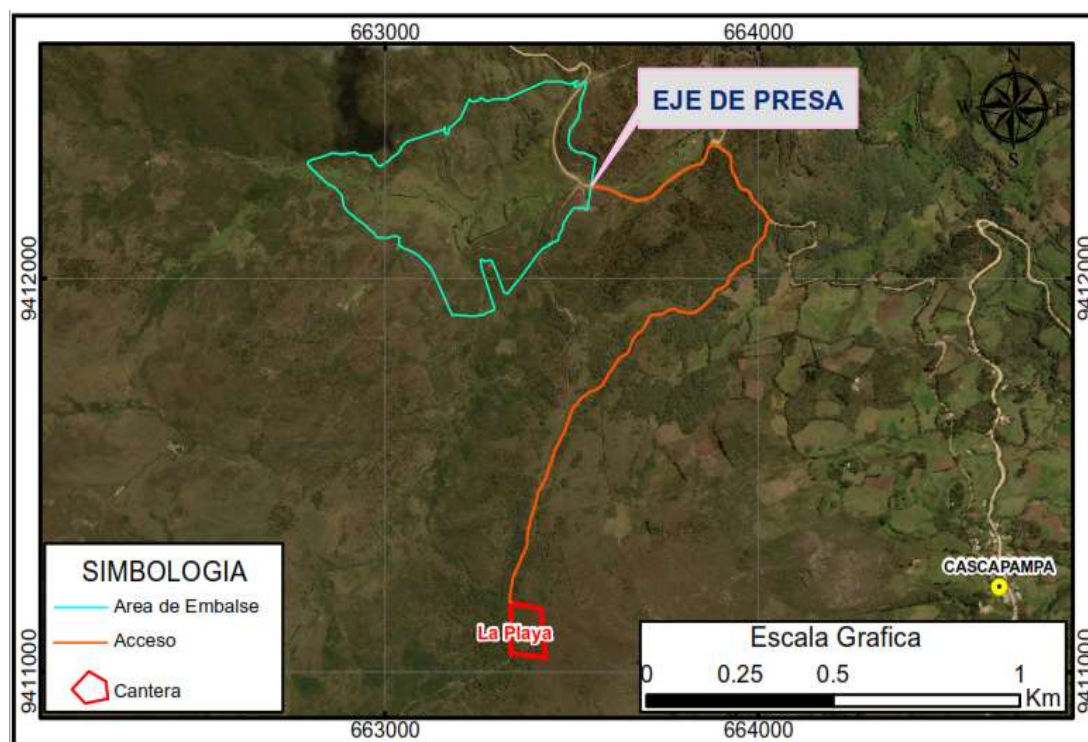 663000
664000
EJE DE PRESA
N
W
E
S
9412000
9412000
CASCAPAMPA
SIMBOLOGIA
Area de Embalse
Acceso
Cantera
La Playa
Escala Grafica
0 0.25 0.5 1
Km
9411000
9411000
663000
664000